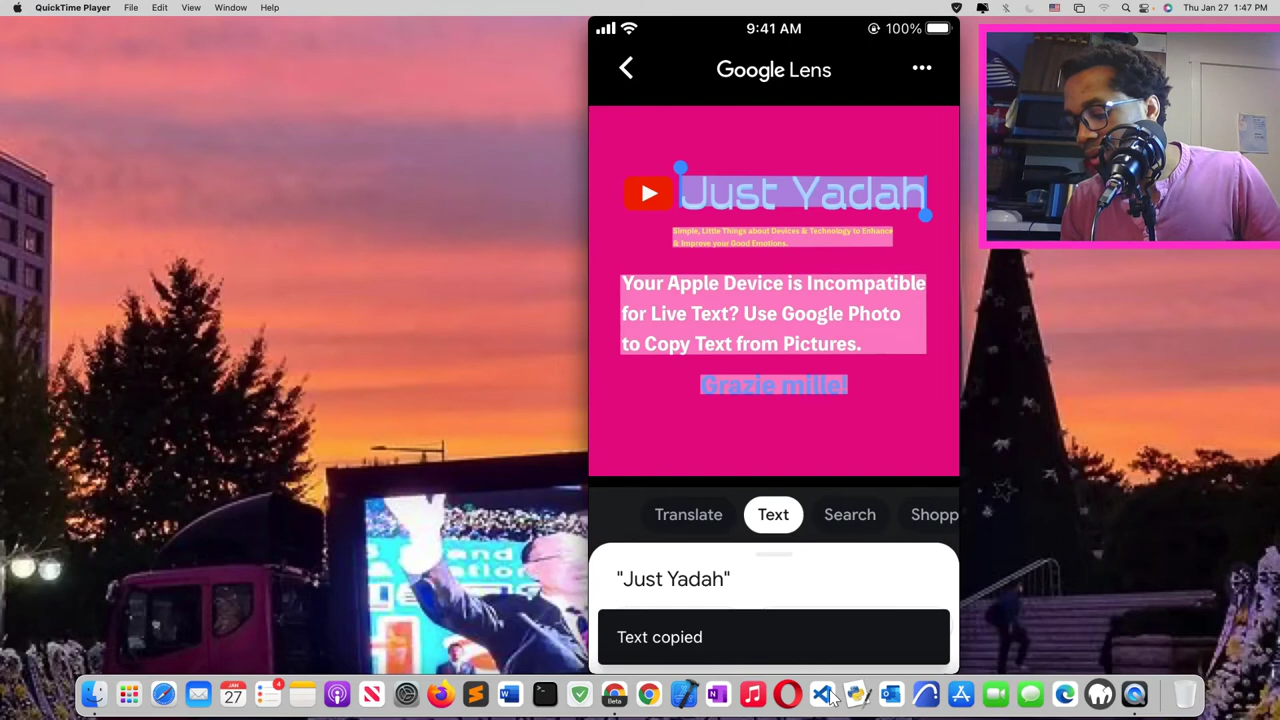 QuickTime Player File Edit View Window Help Thu Jan 27 1:47 PM
9:41 AM 100%
Google Lens
Just Yadah
Simple, Little Things about Devices & Technology to Enhance
& Improve your Good Emotions.
Your Apple Device is Incompatible
for Live Text? Use Google Photo
to Copy Text from Pictures.
Grazie mille!
Translate Text Search Shopp
"Just Yadah"
Text copied
JAN
27
4
Beta